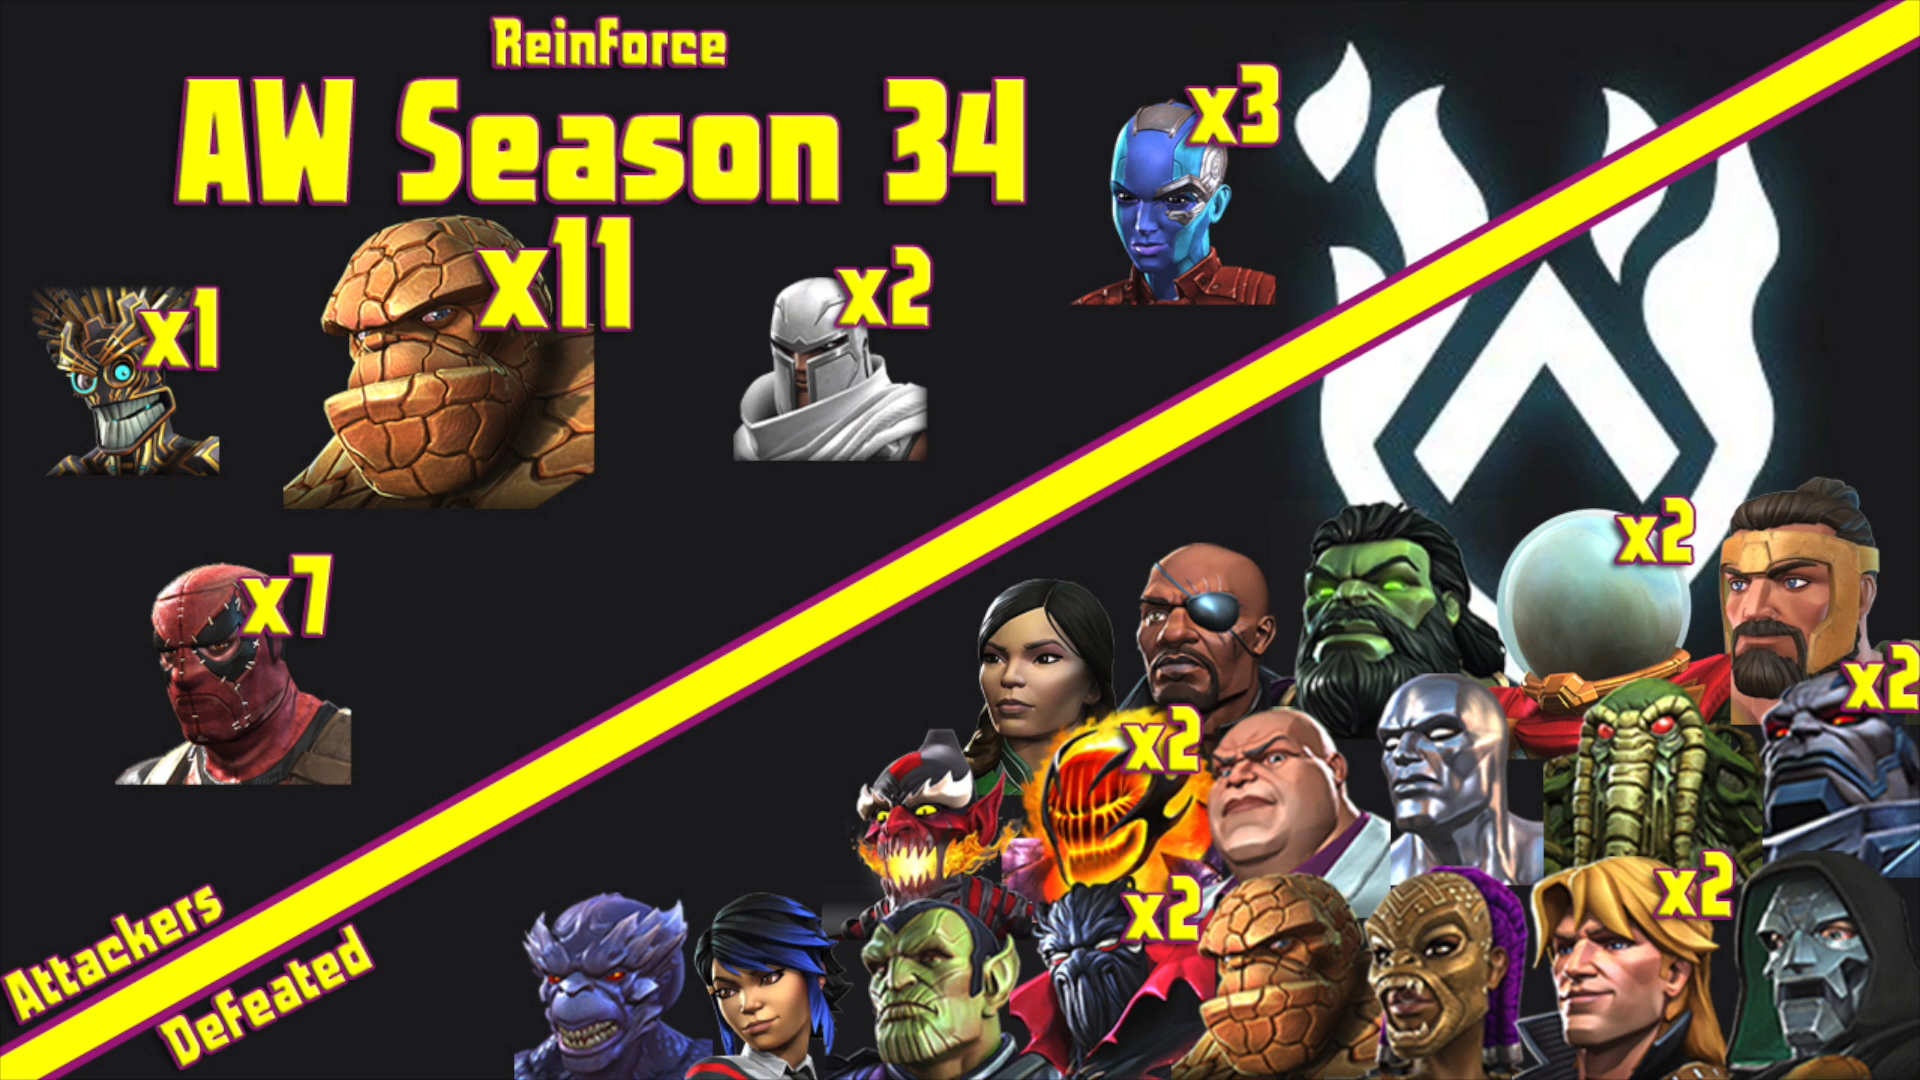 Reinforce
AW Season 34
x3
x11
x2
x1
x7
x2
x2
x2
x2
x2
Attackers
Defeated